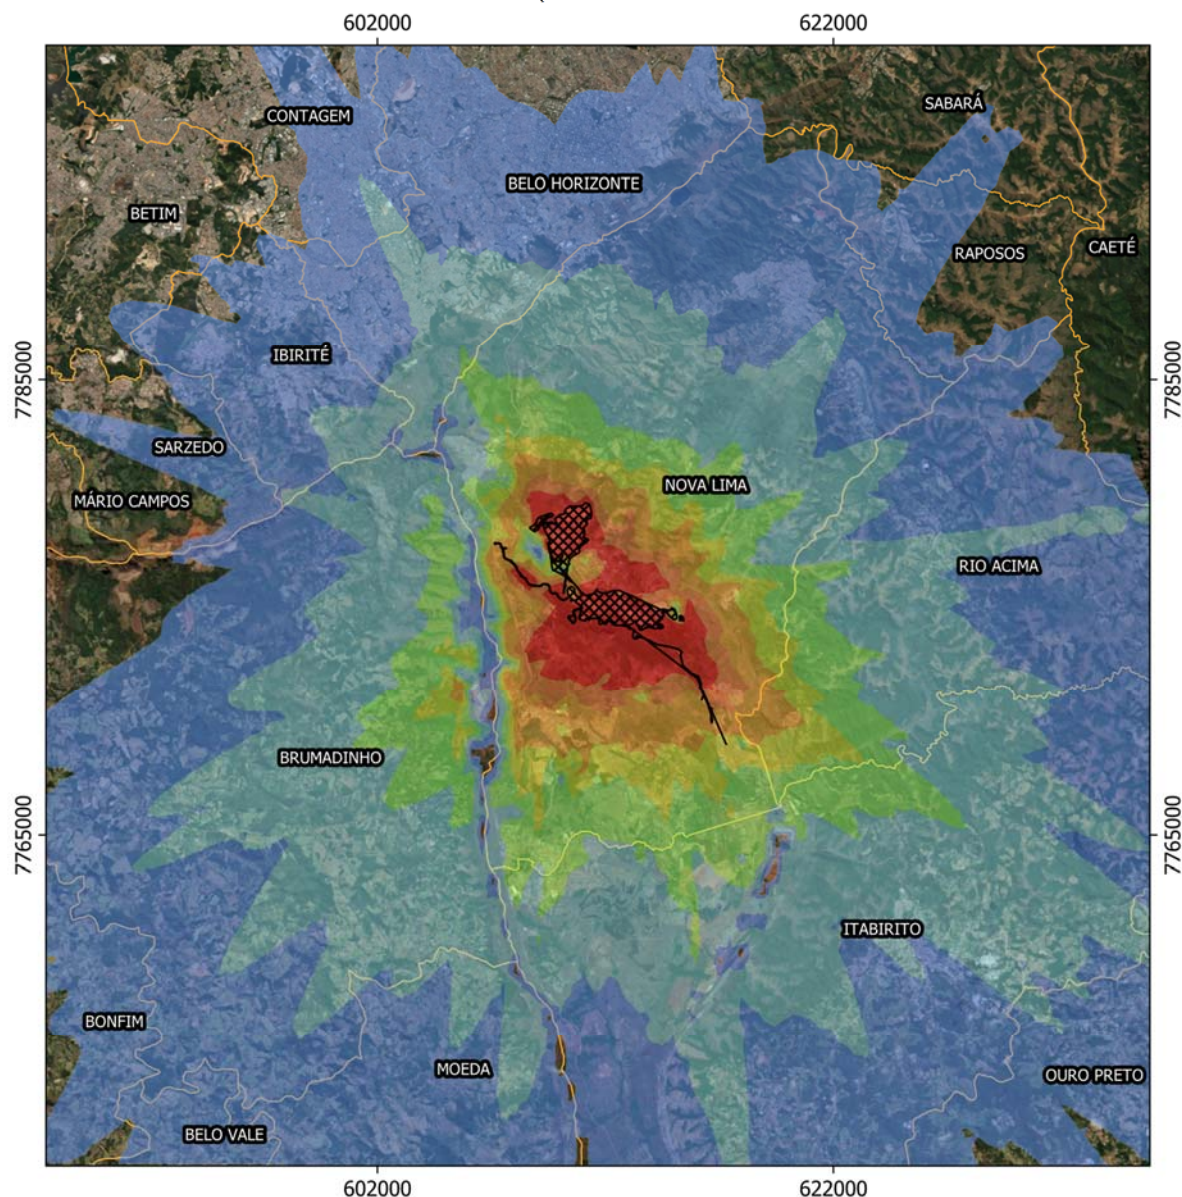 602000
622000
SABARÁ
CONTAGEM
BELO HORIZONTE
BETIM
CAETÉ
RAPOSOS
IBIRITÉ
7785000
7785000
SARZEDO
NOVA LIMA
MÁRIO CAMPOS
RIO ACIMA
BRUMADINHO
7765000
7765000
ITABIRITO
BONFIM
MOEDA
OURO PRETO
BELO VALE
602000
622000